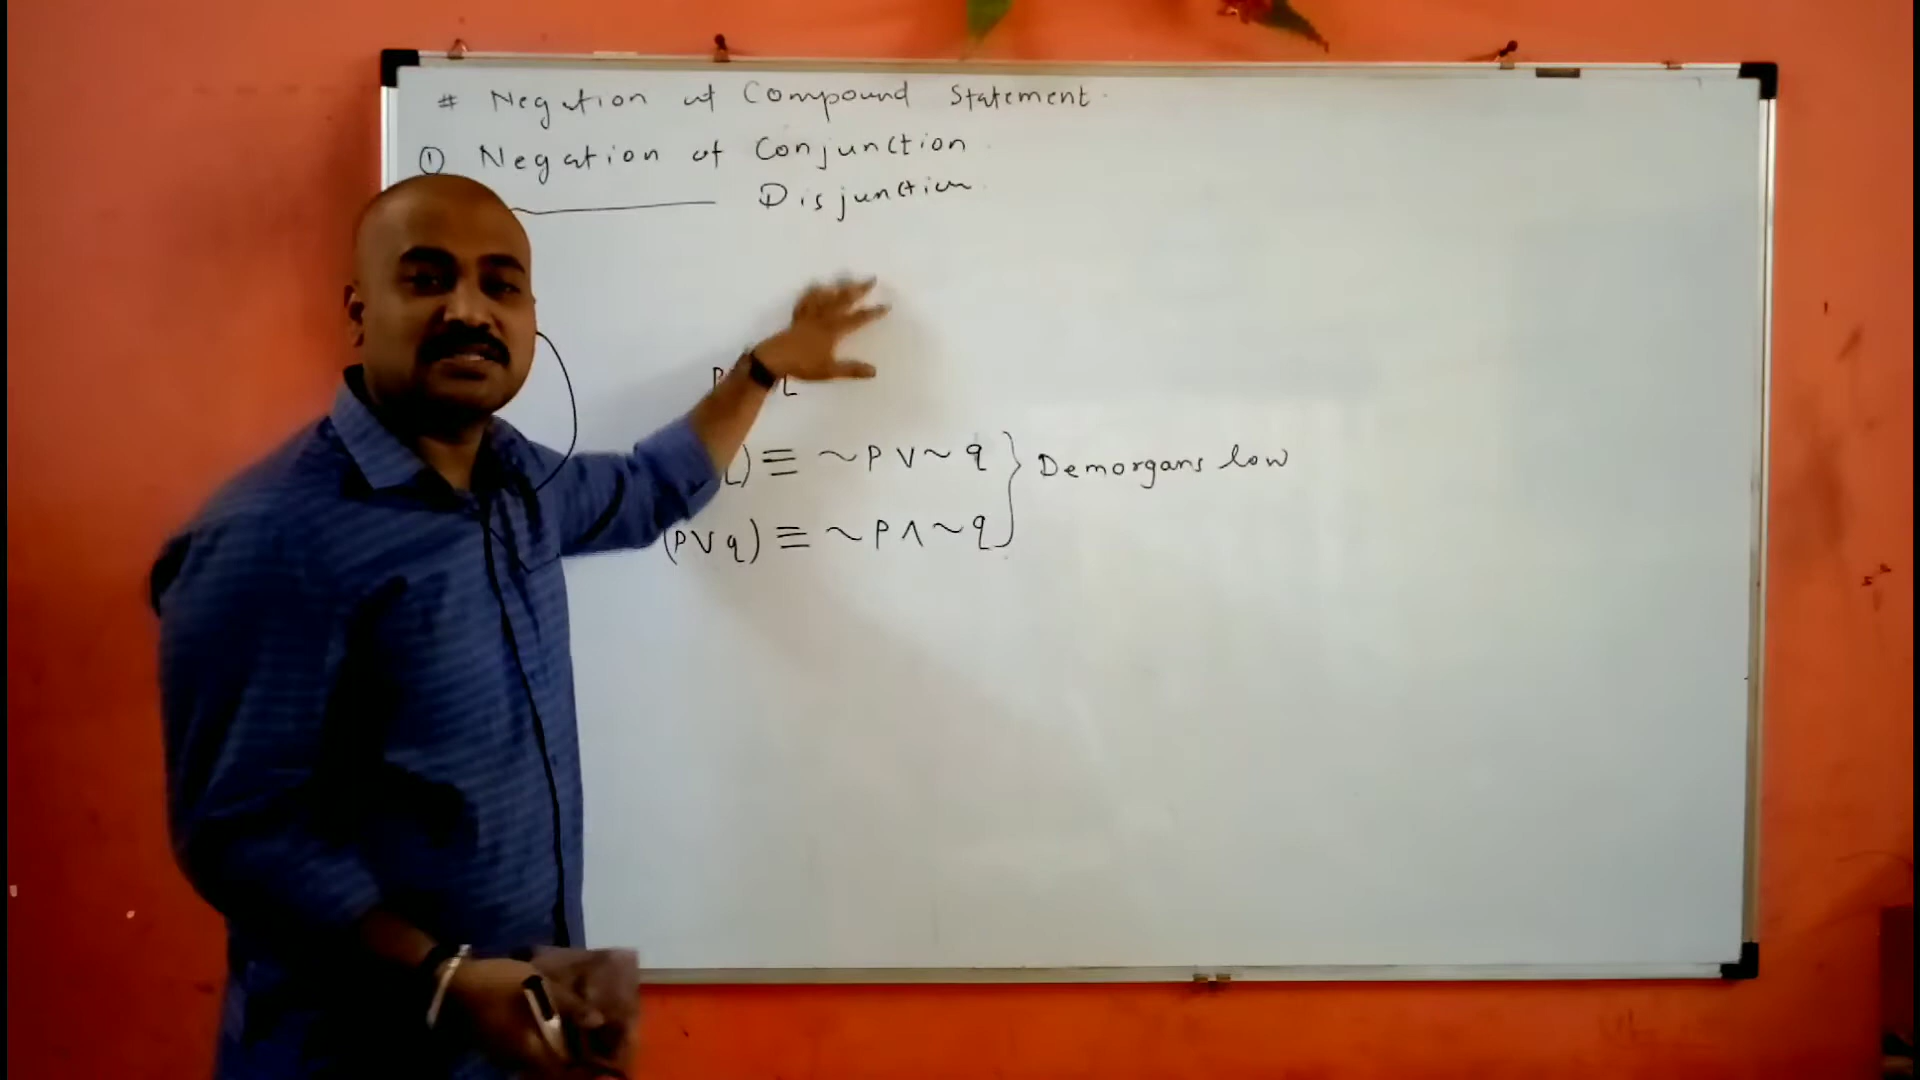 # Negation of Compound Statement
① Negation of Conjunction
Disjunction
P
) ≡ ~P ∨ ~q } Demorgans low
(P∨q) ≡ ~P ∧ ~q